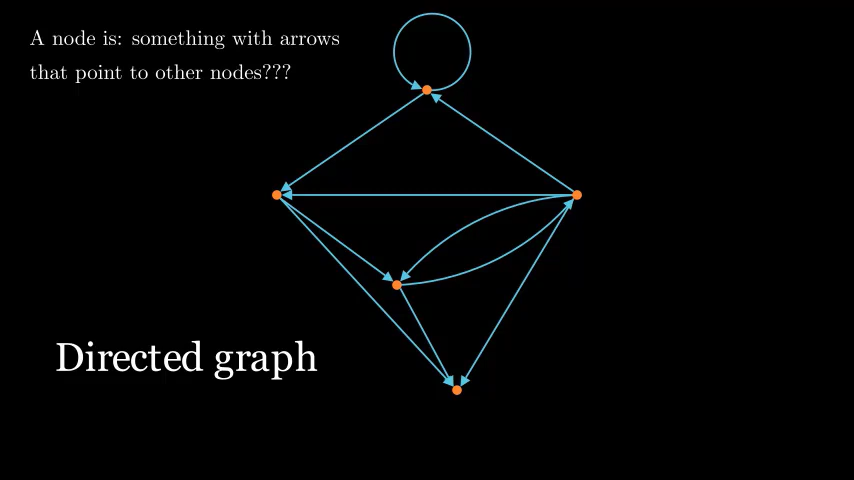 A node is: something with arrows
that point to other nodes???
Directed graph